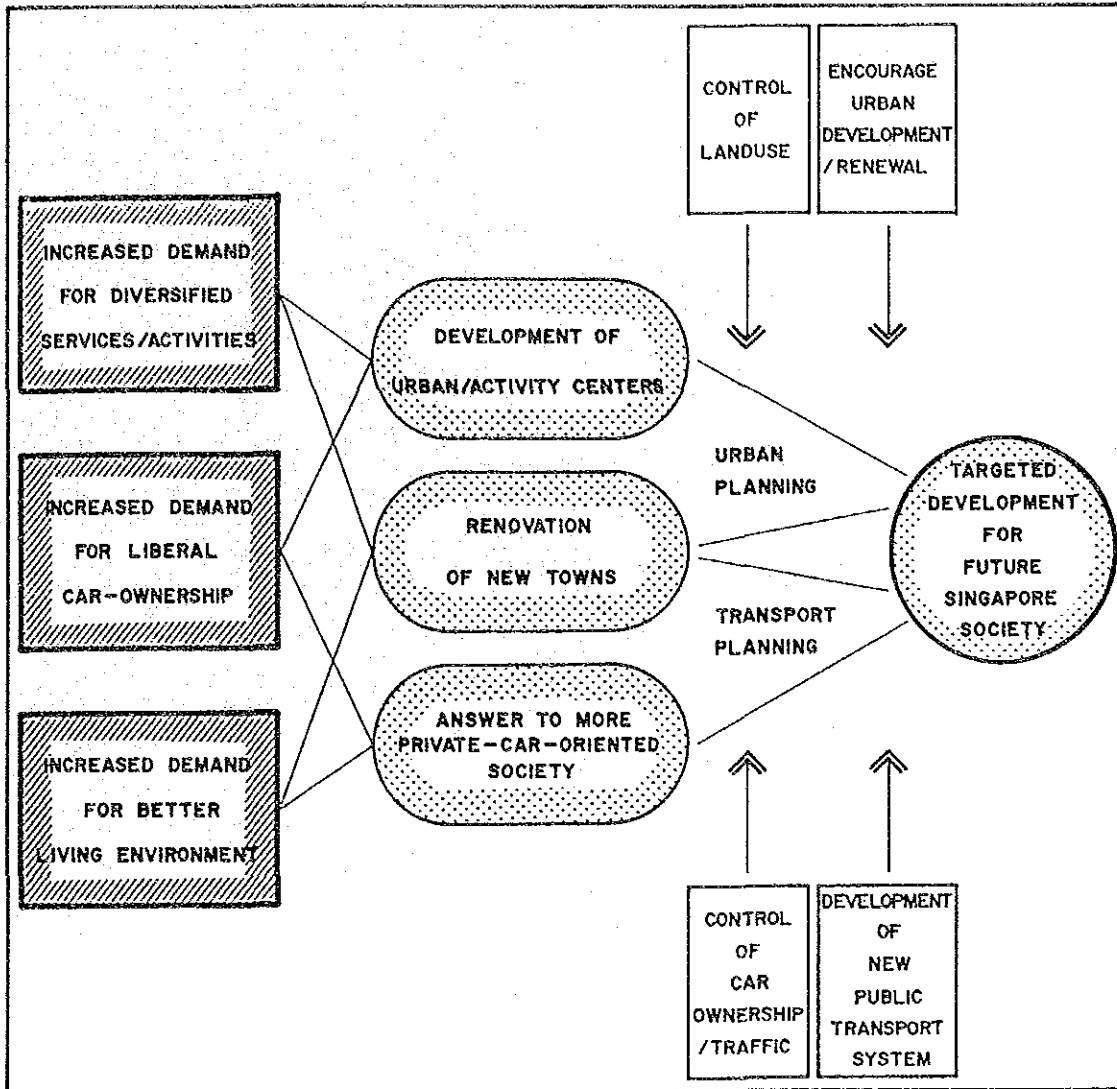 CONTROL
OF
LANDUSE
ENCOURAGE
URBAN
DEVELOPMENT
/RENEWAL
INCREASED DEMAND
FOR DIVERSIFIED
SERVICES/ACTIVITIES
INCREASED DEMAND
FOR LIBERAL
CAR-OWNERSHIP
INCREASED DEMAND
FOR BETTER
LIVING ENVIRONMENT
DEVELOPMENT OF
URBAN/ACTIVITY CENTERS
RENOVATION
OF NEW TOWNS
ANSWER TO MORE
PRIVATE-CAR-ORIENTED
SOCIETY
URBAN
PLANNING
TRANSPORT
PLANNING
TARGETED
DEVELOPMENT
FOR
FUTURE
SINGAPORE
SOCIETY
CONTROL
OF
CAR
OWNERSHIP
/TRAFFIC
DEVELOPMENT
OF
NEW
PUBLIC
TRANSPORT
SYSTEM